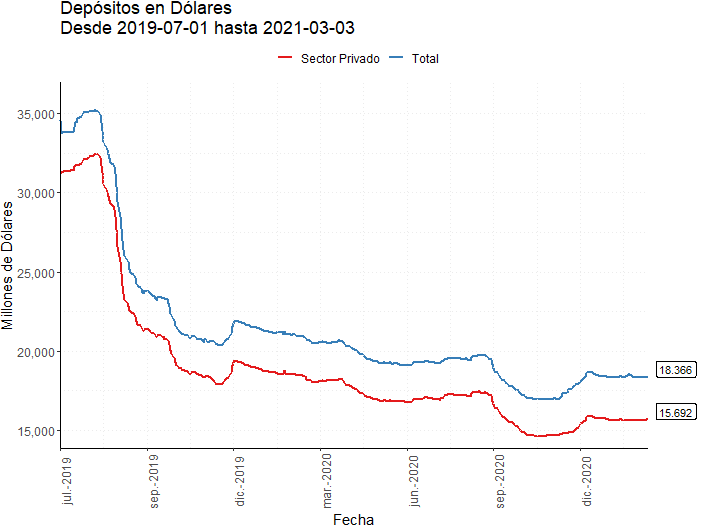 Depósitos en Dólares
Desde 2019-07-01 hasta 2021-03-03
Sector Privado Total
Millones de Dólares
35,000
30,000
25,000
20,000
15,000
18.366
15.692
jul.-2019
sep.-2019
dic.-2019
mar.-2020
jun.-2020
sep.-2020
dic.-2020
Fecha